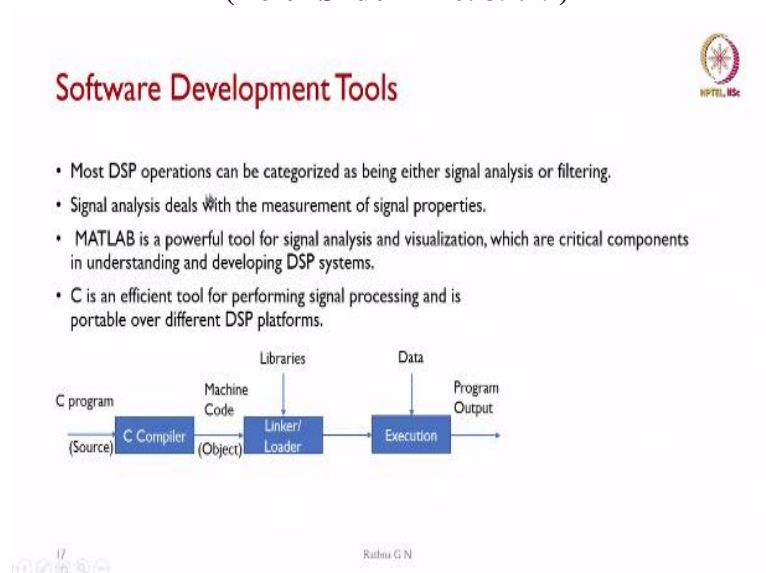 Software Development Tools
NPTEL, IISc
• Most DSP operations can be categorized as being either signal analysis or filtering.
• Signal analysis deals with the measurement of signal properties.
• MATLAB is a powerful tool for signal analysis and visualization, which are critical components
in understanding and developing DSP systems.
• C is an efficient tool for performing signal processing and is
portable over different DSP platforms.
Libraries
Data
C program
Machine
Code
Program
Output
(Source)
C Compiler
(Object)
Linker/
Loader
Execution
17
Rathna G N